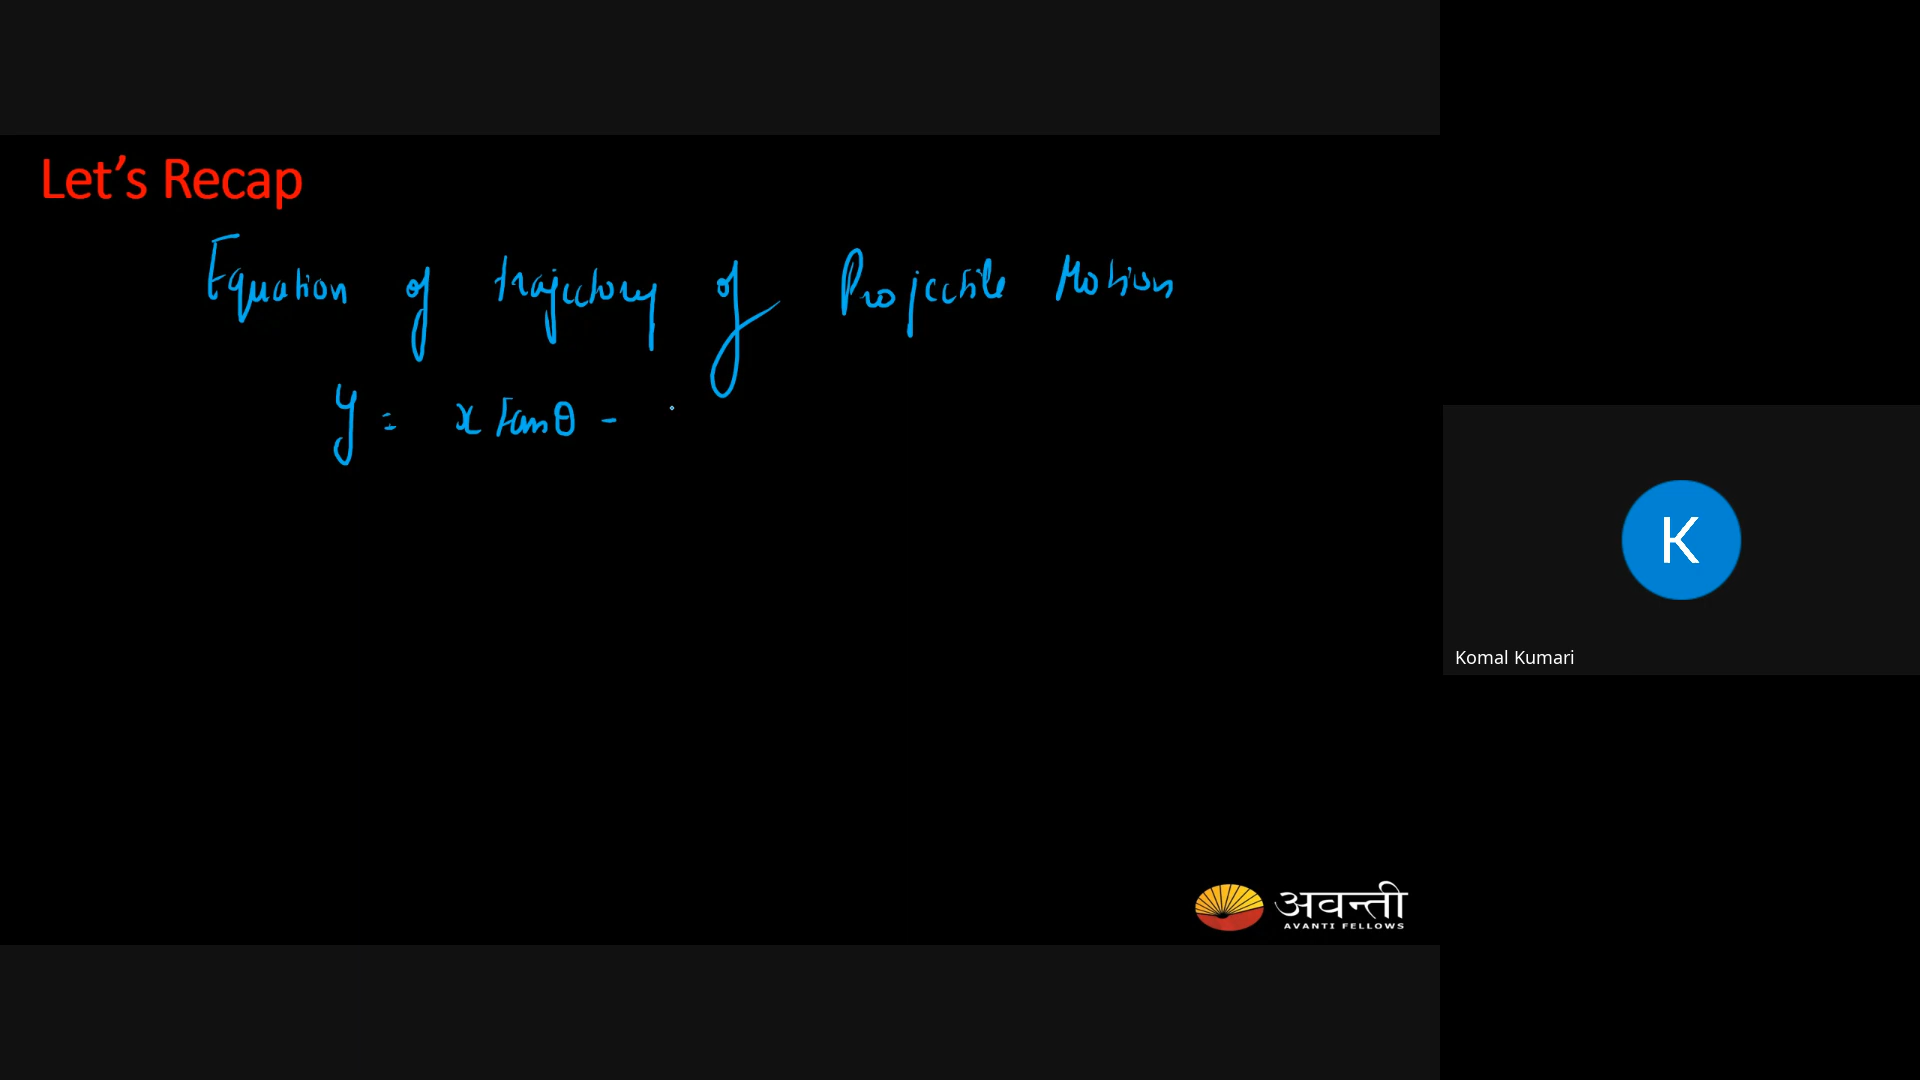 Let's Recap
Equation of trajectory of Projectile Motion
y = x tanθ -
K
Komal Kumari
अवन्ती
AVANTI FELLOWS